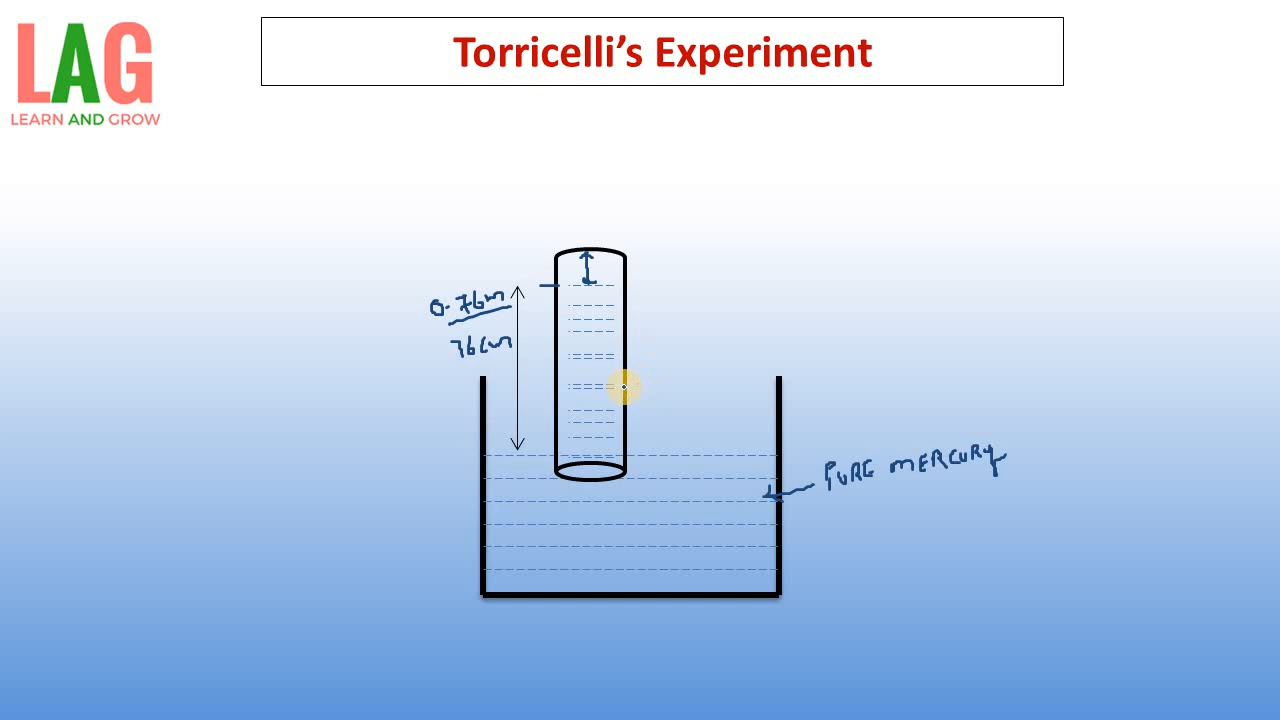 LAG
LEARN AND GROW
Torricelli's Experiment
0.76m
76cm
PURE MERCURY